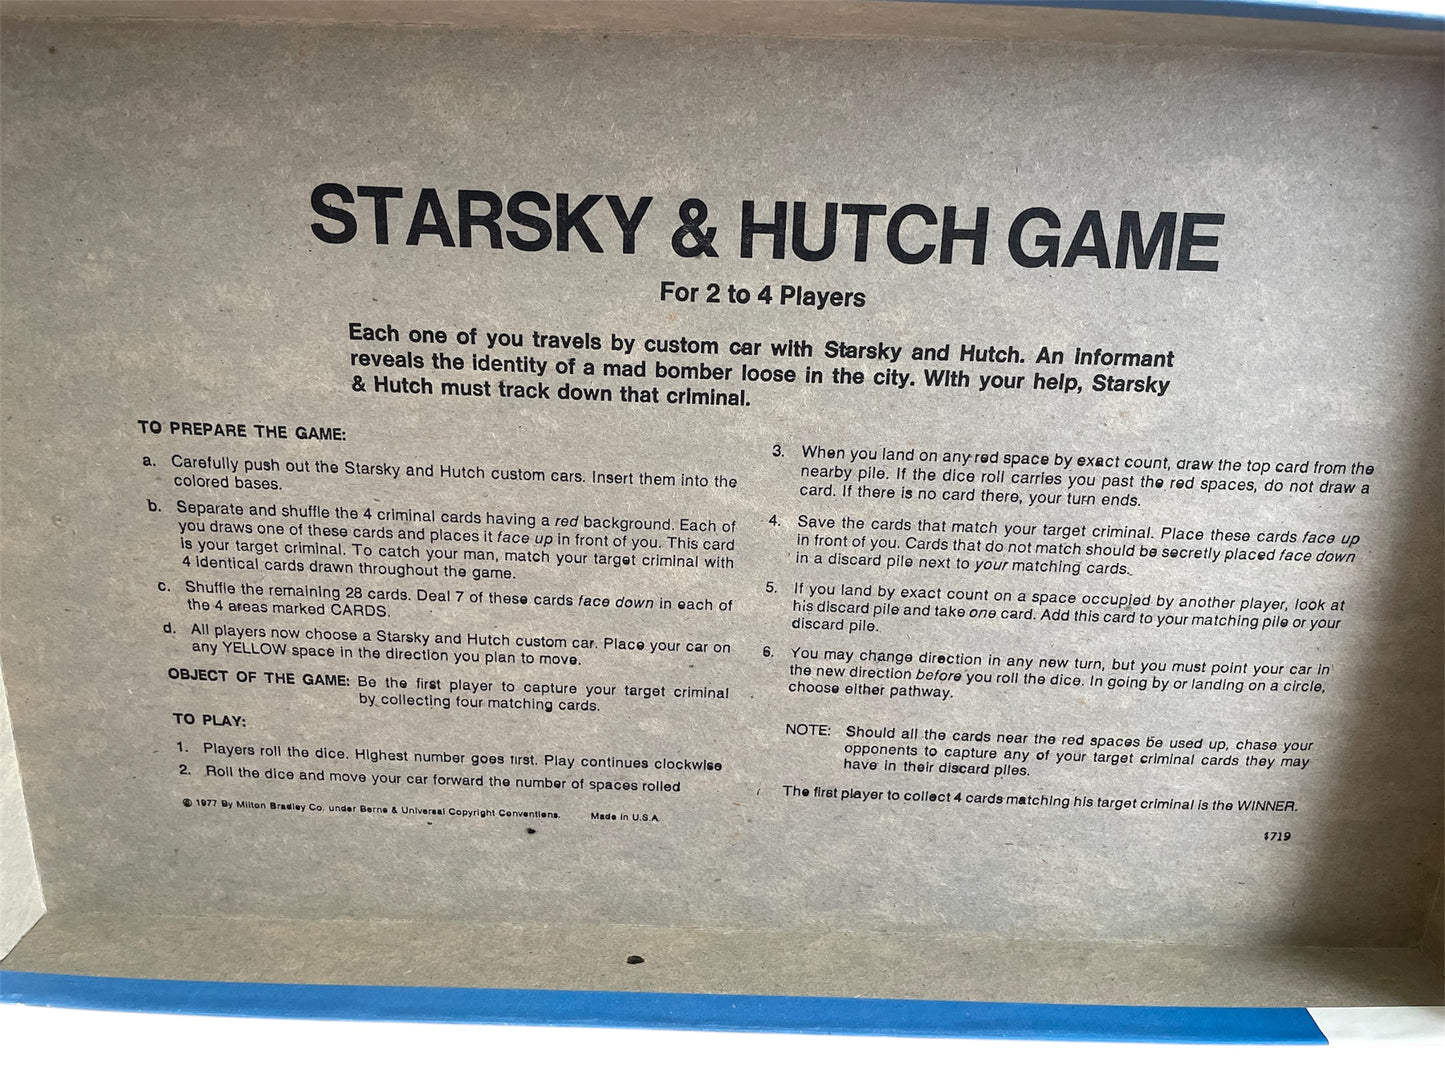 STARSKY & HUTCH GAME
For 2 to 4 Players
Each one of you travels by custom car with Starsky and Hutch. An informant
reveals the identity of a mad bomber loose in the city. With your help, Starsky
& Hutch must track down that criminal.
TO PREPARE THE GAME:
a. Carefully push out the Starsky and Hutch custom cars. Insert them into the
colored bases.
b. Separate and shuffle the 4 criminal cards having a red background. Each of
you draws one of these cards and places it face up in front of you. This card
is your target criminal. To catch your man, match your target criminal with
4 identical cards drawn throughout the game.
c. Shuffle the remaining 28 cards. Deal 7 of these cards face down in each of
the 4 areas marked CARDS.
d. All players now choose a Starsky and Hutch custom car. Place your car on
any YELLOW space in the direction you plan to move.
OBJECT OF THE GAME: Be the first player to capture your target criminal
by collecting four matching cards.
TO PLAY:
1. Players roll the dice. Highest number goes first. Play continues clockwise
2. Roll the dice and move your car forward the number of spaces rolled
© 1977 By Milton Bradley Co. under Berne & Universal Copyright Conventions. Made in U.S.A
3. When you land on any red space by exact count, draw the top card from the
nearby pile. If the dice roll carries you past the red spaces, do not draw a
card. If there is no card there, your turn ends.
4. Save the cards that match your target criminal. Place these cards face up
in front of you. Cards that do not match should be secretly placed face down
in a discard pile next to your matching cards.
5. If you land by exact count on a space occupied by another player, look at
his discard pile and take one card. Add this card to your matching pile or your
discard pile.
6. You may change direction in any new turn, but you must point your car in
the new direction before you roll the dice. In going by or landing on a circle,
choose either pathway.
NOTE: Should all the cards near the red spaces be used up, chase your
opponents to capture any of your target criminal cards they may
have in their discard piles.
The first player to collect 4 cards matching his target criminal is the WINNER.